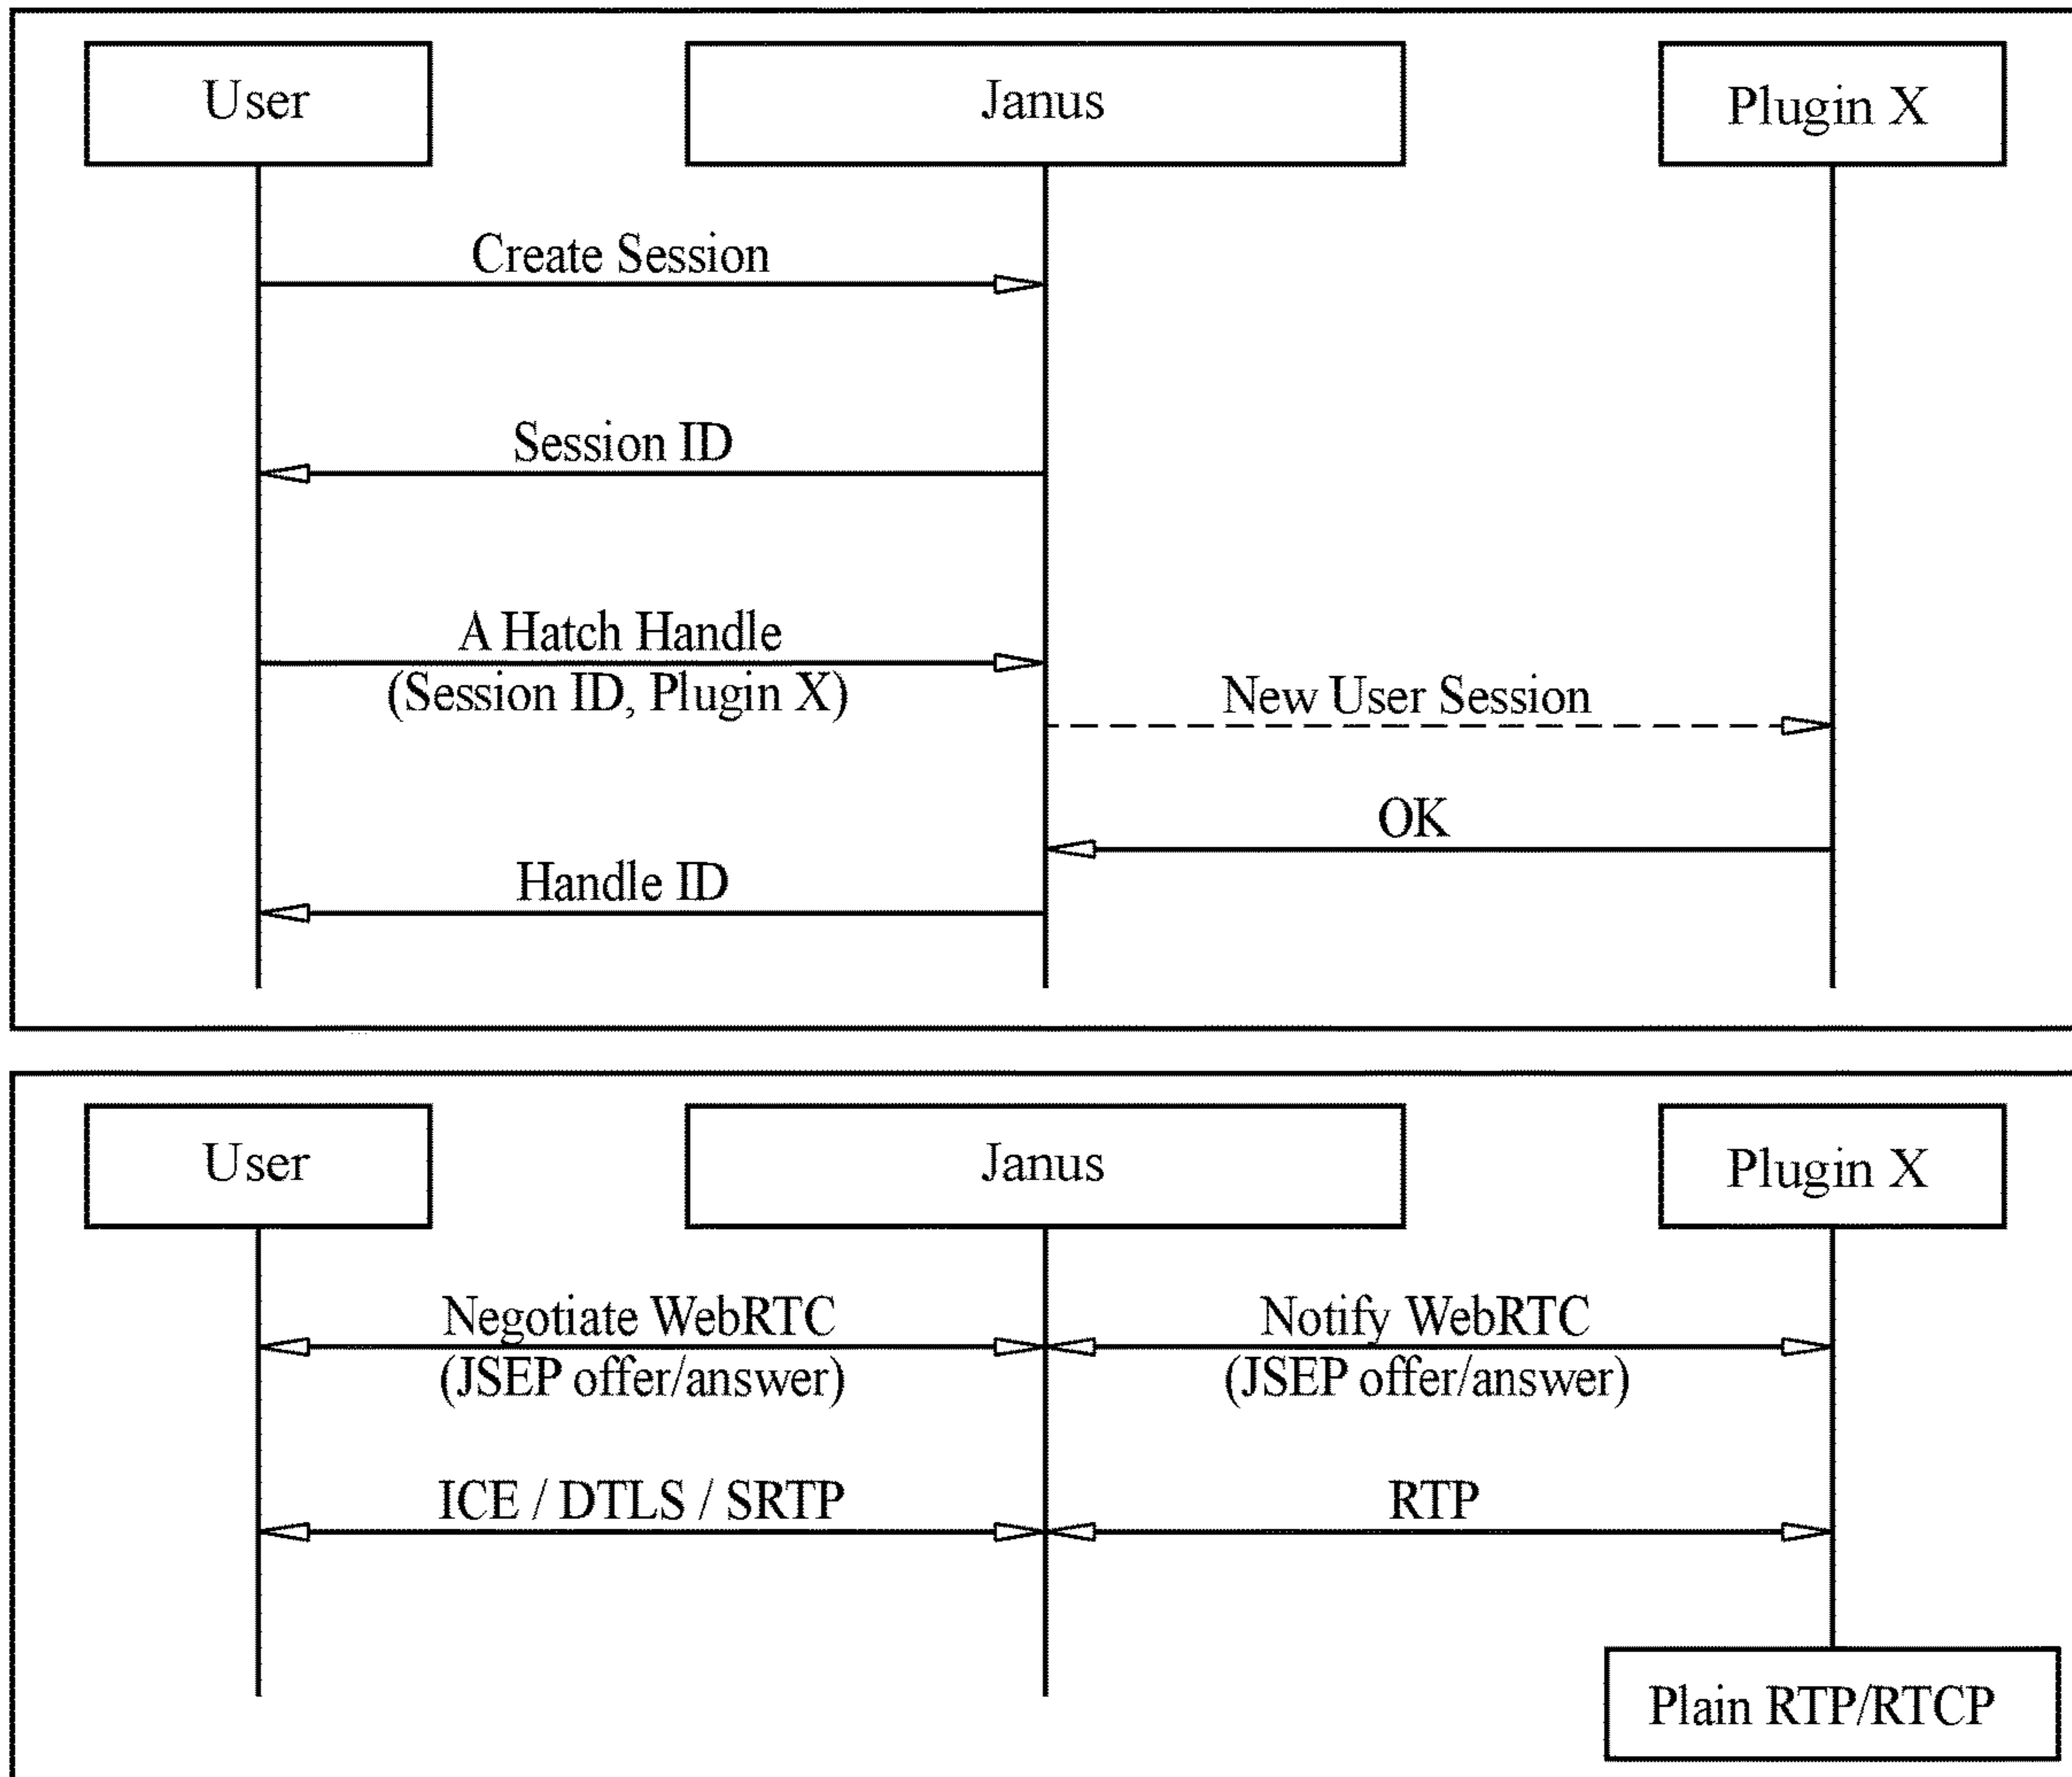 User
Janus
Plugin X
Create Session
Session ID
A Hatch Handle
(Session ID, Plugin X)
New User Session
OK
Handle ID
User
Janus
Plugin X
Negotiate WebRTC
(JSEP offer/answer)
Notify WebRTC
(JSEP offer/answer)
ICE / DTLS / SRTP
RTP
Plain RTP/RTCP